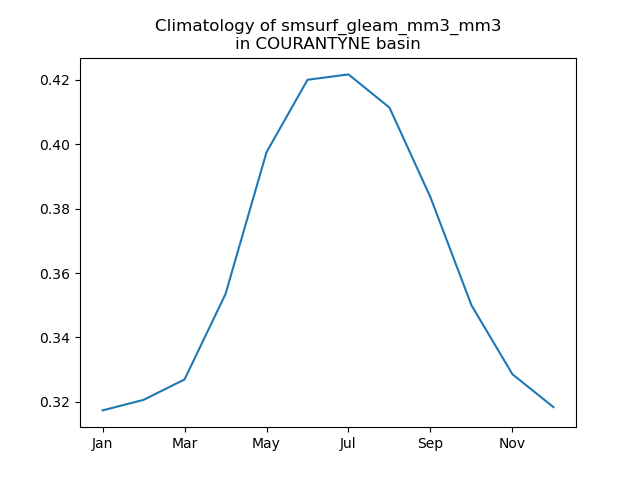 Climatology of smsurf_gleam_mm3_mm3
in COURANTYNE basin
0.42
0.40
0.38
0.36
0.34
0.32
Jan Mar May Jul Sep Nov